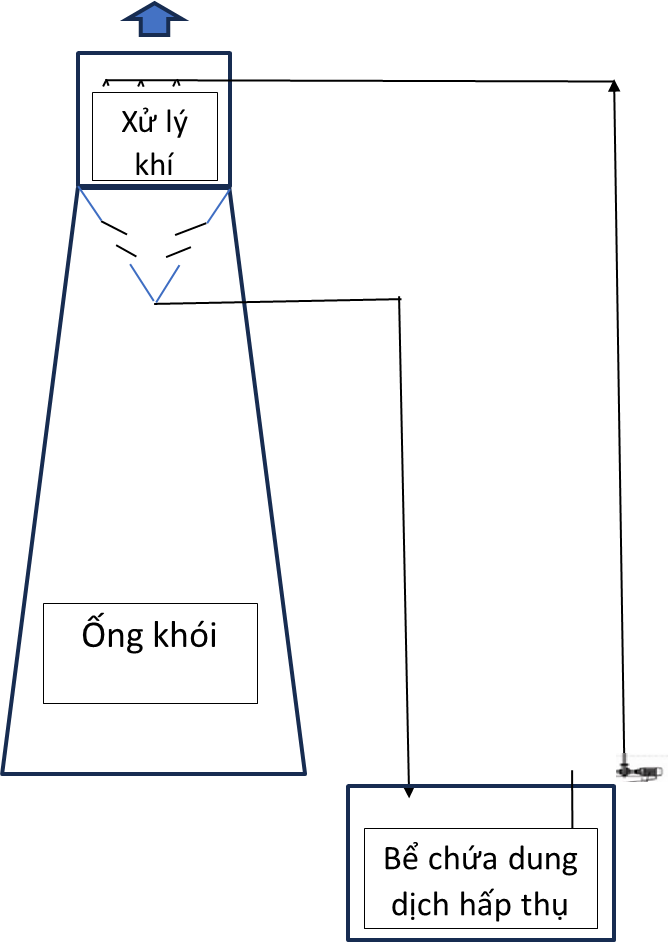 Xử lý
khí
Ống khói
Bể chứa dung
dịch hấp thụ